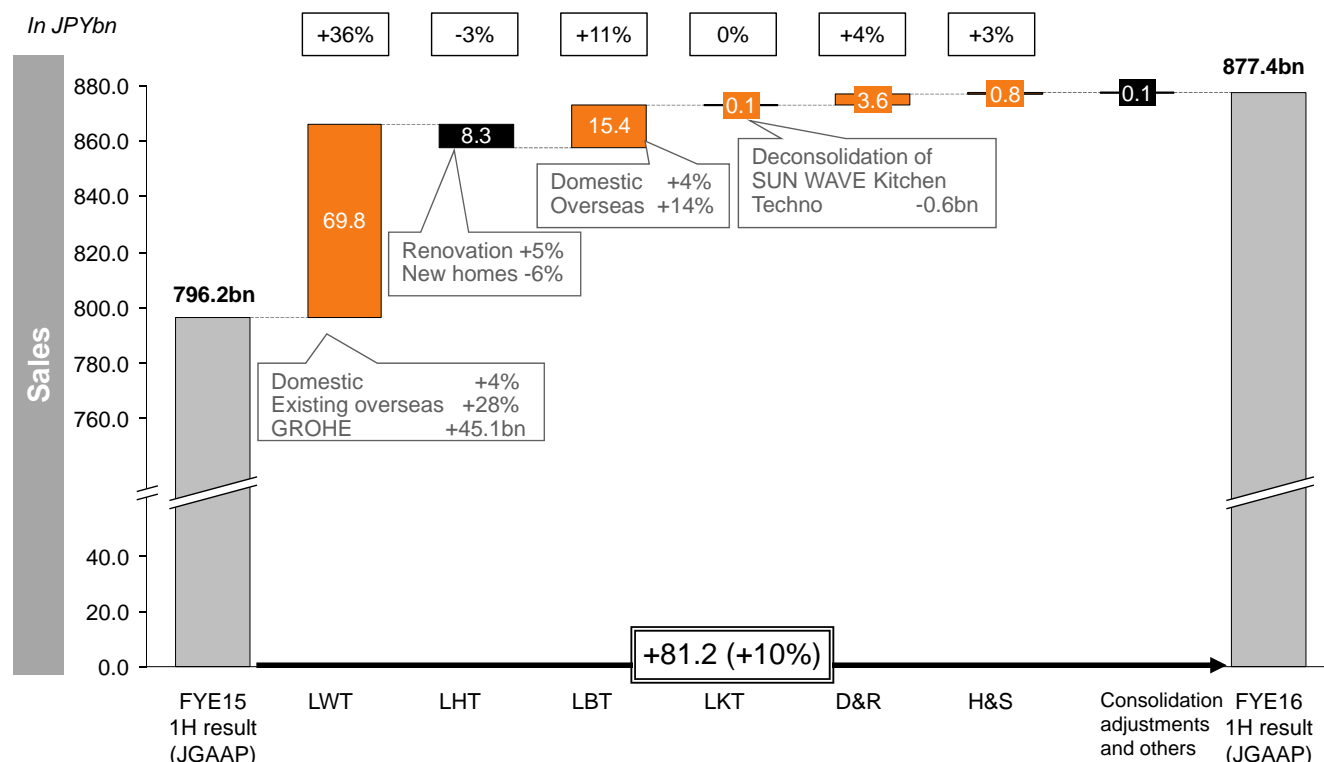 In JPYbn
+36%
-3%
+11%
0%
+4%
+3%
Sales
880.0
860.0
840.0
820.0
800.0
780.0
760.0
40.0
20.0
0.0
796.2bn
69.8
8.3
15.4
0.1
3.6
0.8
0.1
877.4bn
Domestic +4%
Existing overseas +28%
GROHE +45.1bn
Renovation +5%
New homes -6%
Domestic +4%
Overseas +14%
Deconsolidation of
SUN WAVE Kitchen
Techno -0.6bn
+81.2 (+10%)
FYE15
1H result
(JGAAP)
LWT
LHT
LBT
LKT
D&R
H&S
Consolidation
adjustments
and others
FYE16
1H result
(JGAAP)